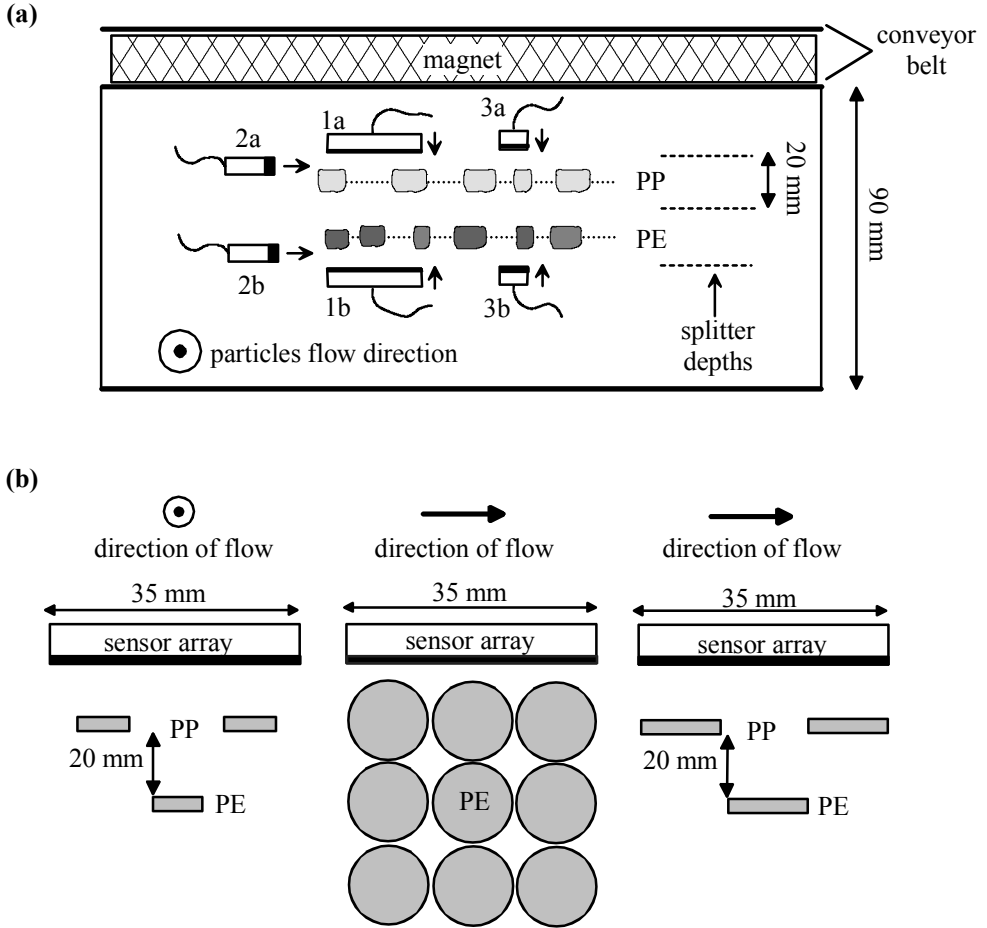 (a)
magnet
conveyor
belt
1a
3a
2a
PP
20 mm
90 mm
PE
2b
1b
3b
splitter
depths
particles flow direction
(b)
direction of flow
direction of flow
direction of flow
35 mm
35 mm
35 mm
sensor array
sensor array
sensor array
PP
20 mm
PE
PE
PP
20 mm
PE